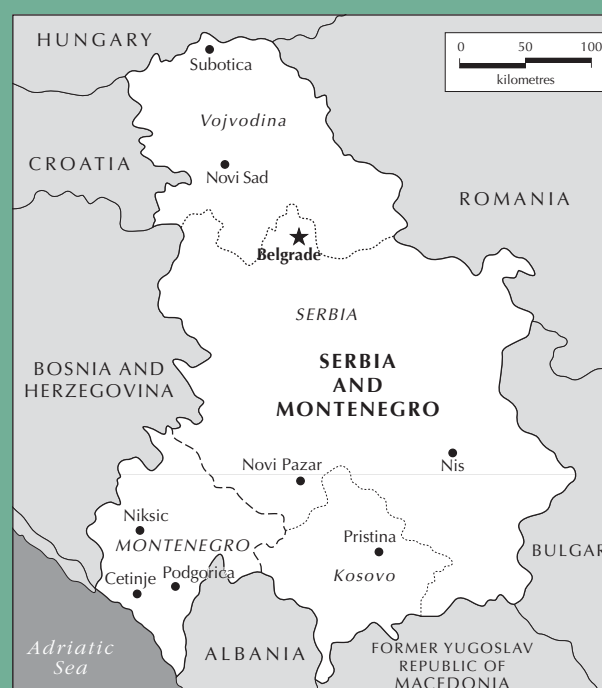 HUNGARY
Subotica
0 50 100
kilometres
Vojvodina
CROATIA
Novi Sad
ROMANIA
Belgrade
SERBIA
SERBIA
AND
MONTENEGRO
BOSNIA AND
HERZEGOVINA
Novi Pazar
Nis
Niksic
MONTENEGRO
Pristina
BULGAR
Cetinje
Podgorica
Kosovo
Adriatic
Sea
ALBANIA
FORMER YUGOSLAV
REPUBLIC OF
MACEDONIA